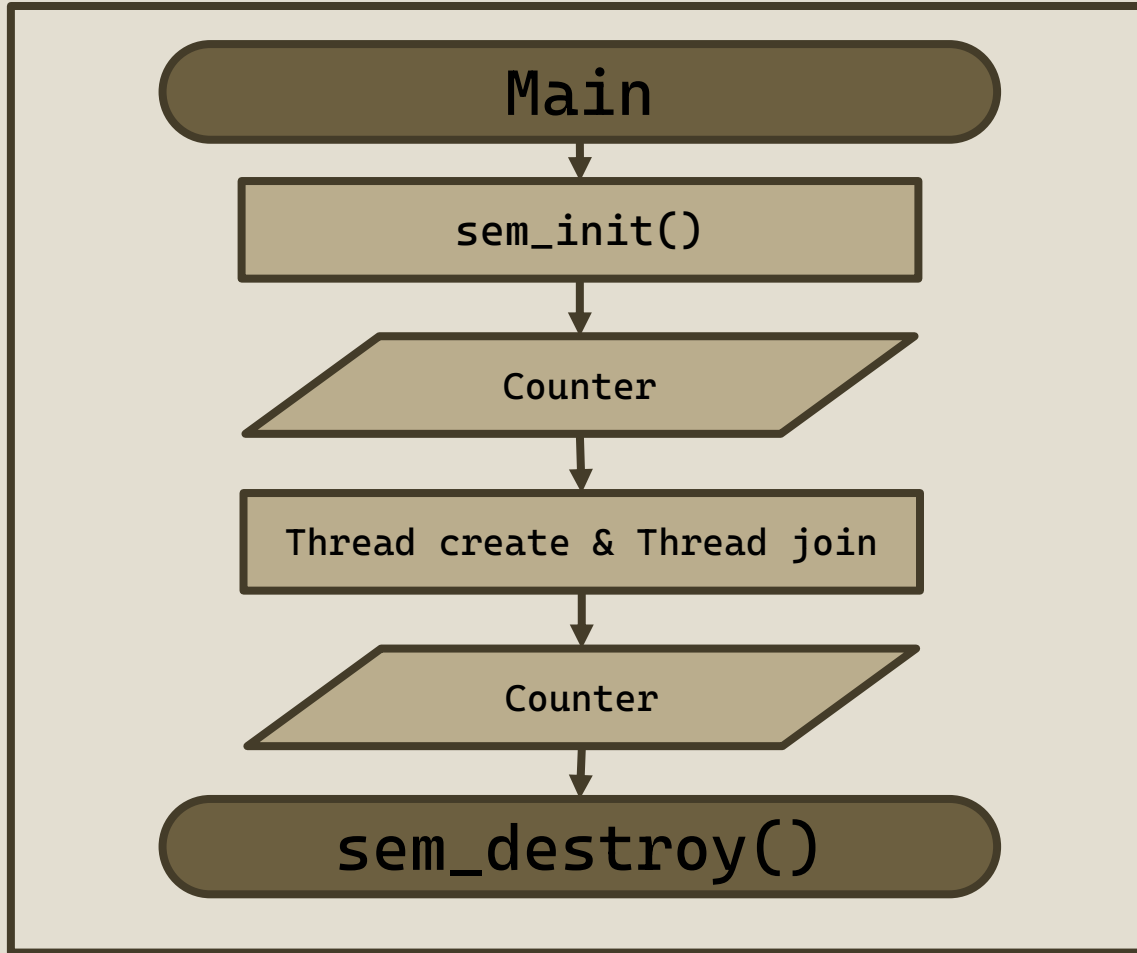 Main
sem_init()
Counter
Thread create & Thread join
Counter
sem_destroy()